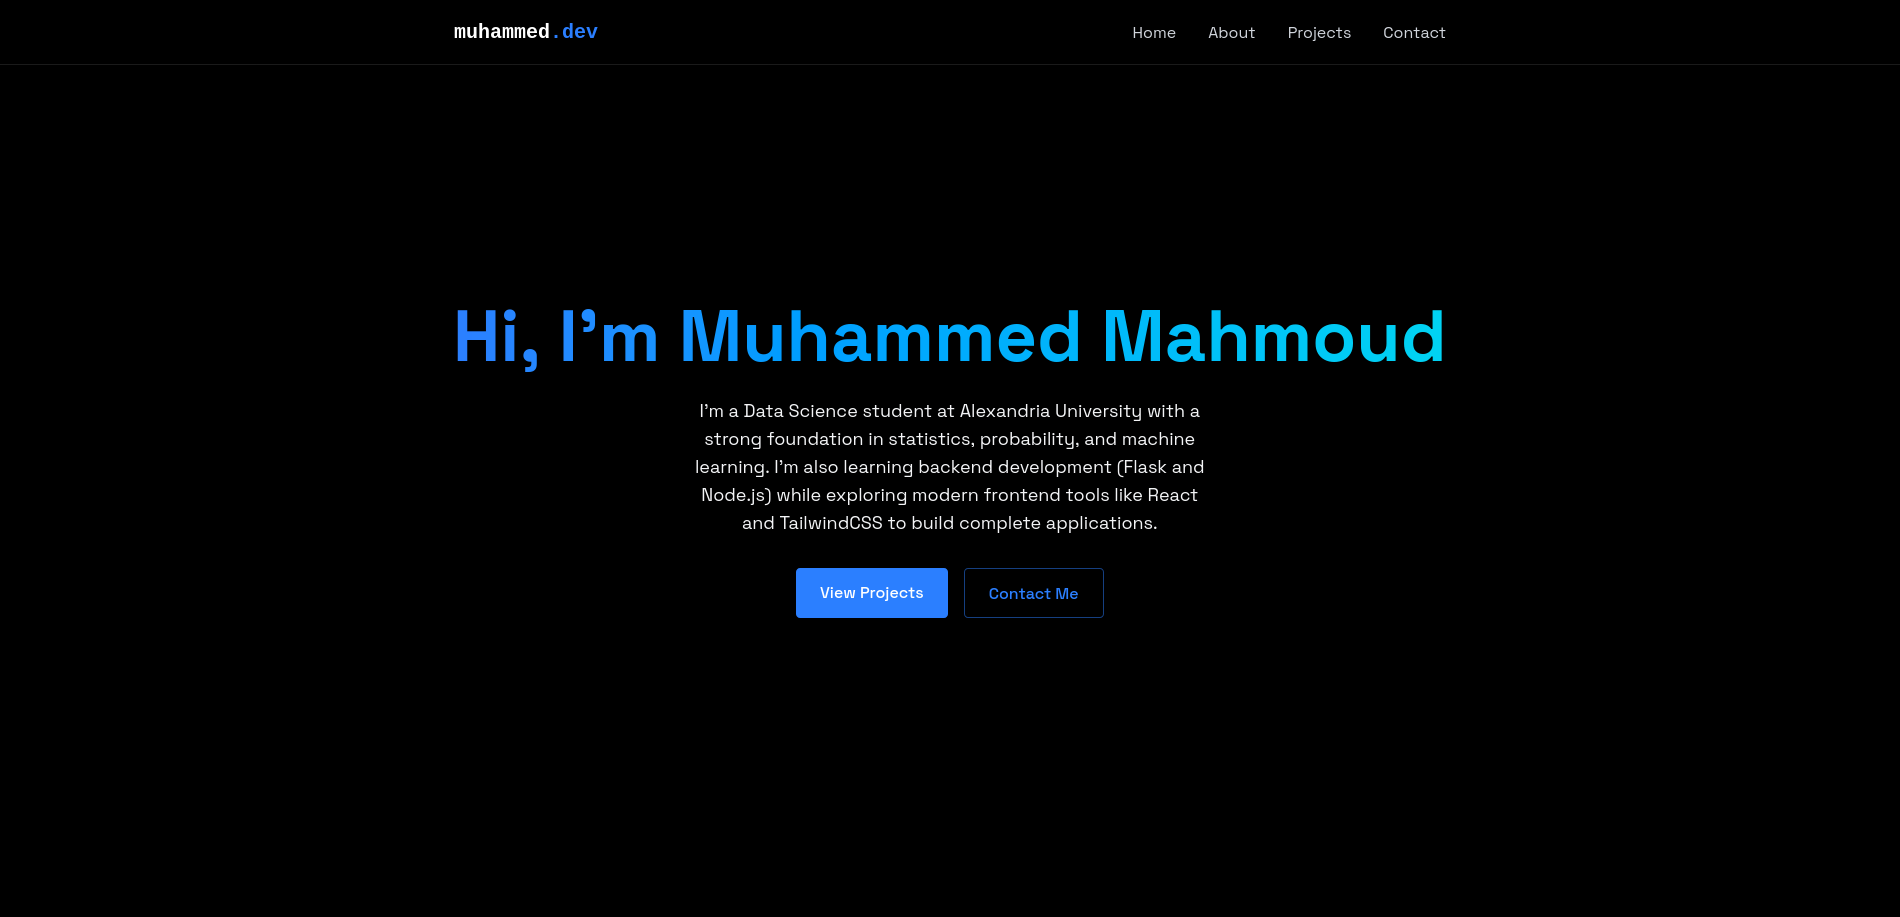 muhammed.dev
Home About Projects Contact
Hi, I'm Muhammed Mahmoud
I'm a Data Science student at Alexandria University with a
strong foundation in statistics, probability, and machine
learning. I'm also learning backend development (Flask and
Node.js) while exploring modern frontend tools like React
and TailwindCSS to build complete applications.
View Projects Contact Me